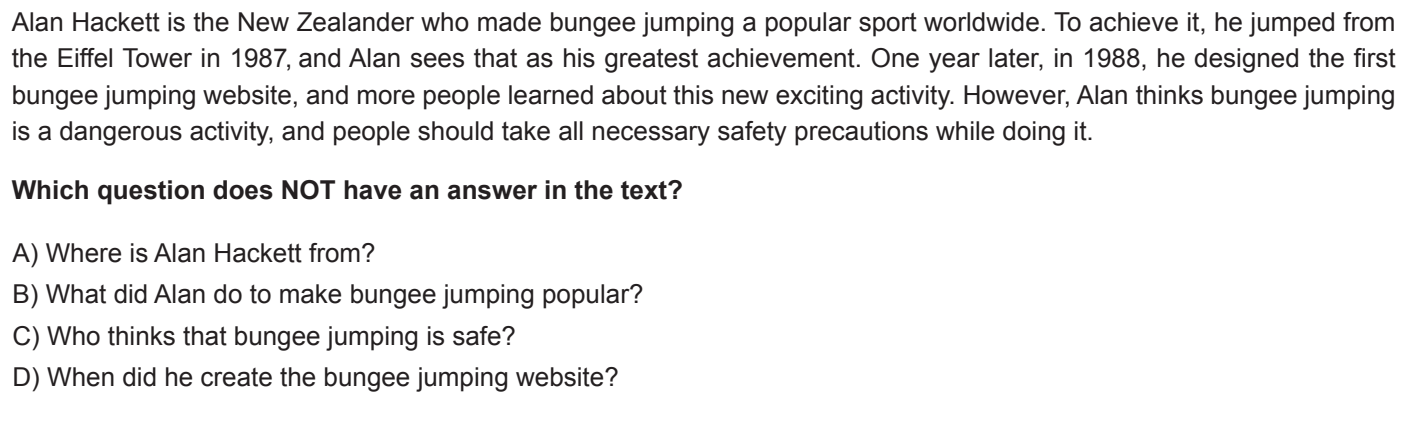 Alan Hackett is the New Zealander who made bungee jumping a popular sport worldwide. To achieve it, he jumped from
the Eiffel Tower in 1987, and Alan sees that as his greatest achievement. One year later, in 1988, he designed the first
bungee jumping website, and more people learned about this new exciting activity. However, Alan thinks bungee jumping
is a dangerous activity, and people should take all necessary safety precautions while doing it.
Which question does NOT have an answer in the text?
A) Where is Alan Hackett from?
B) What did Alan do to make bungee jumping popular?
C) Who thinks that bungee jumping is safe?
D) When did he create the bungee jumping website?